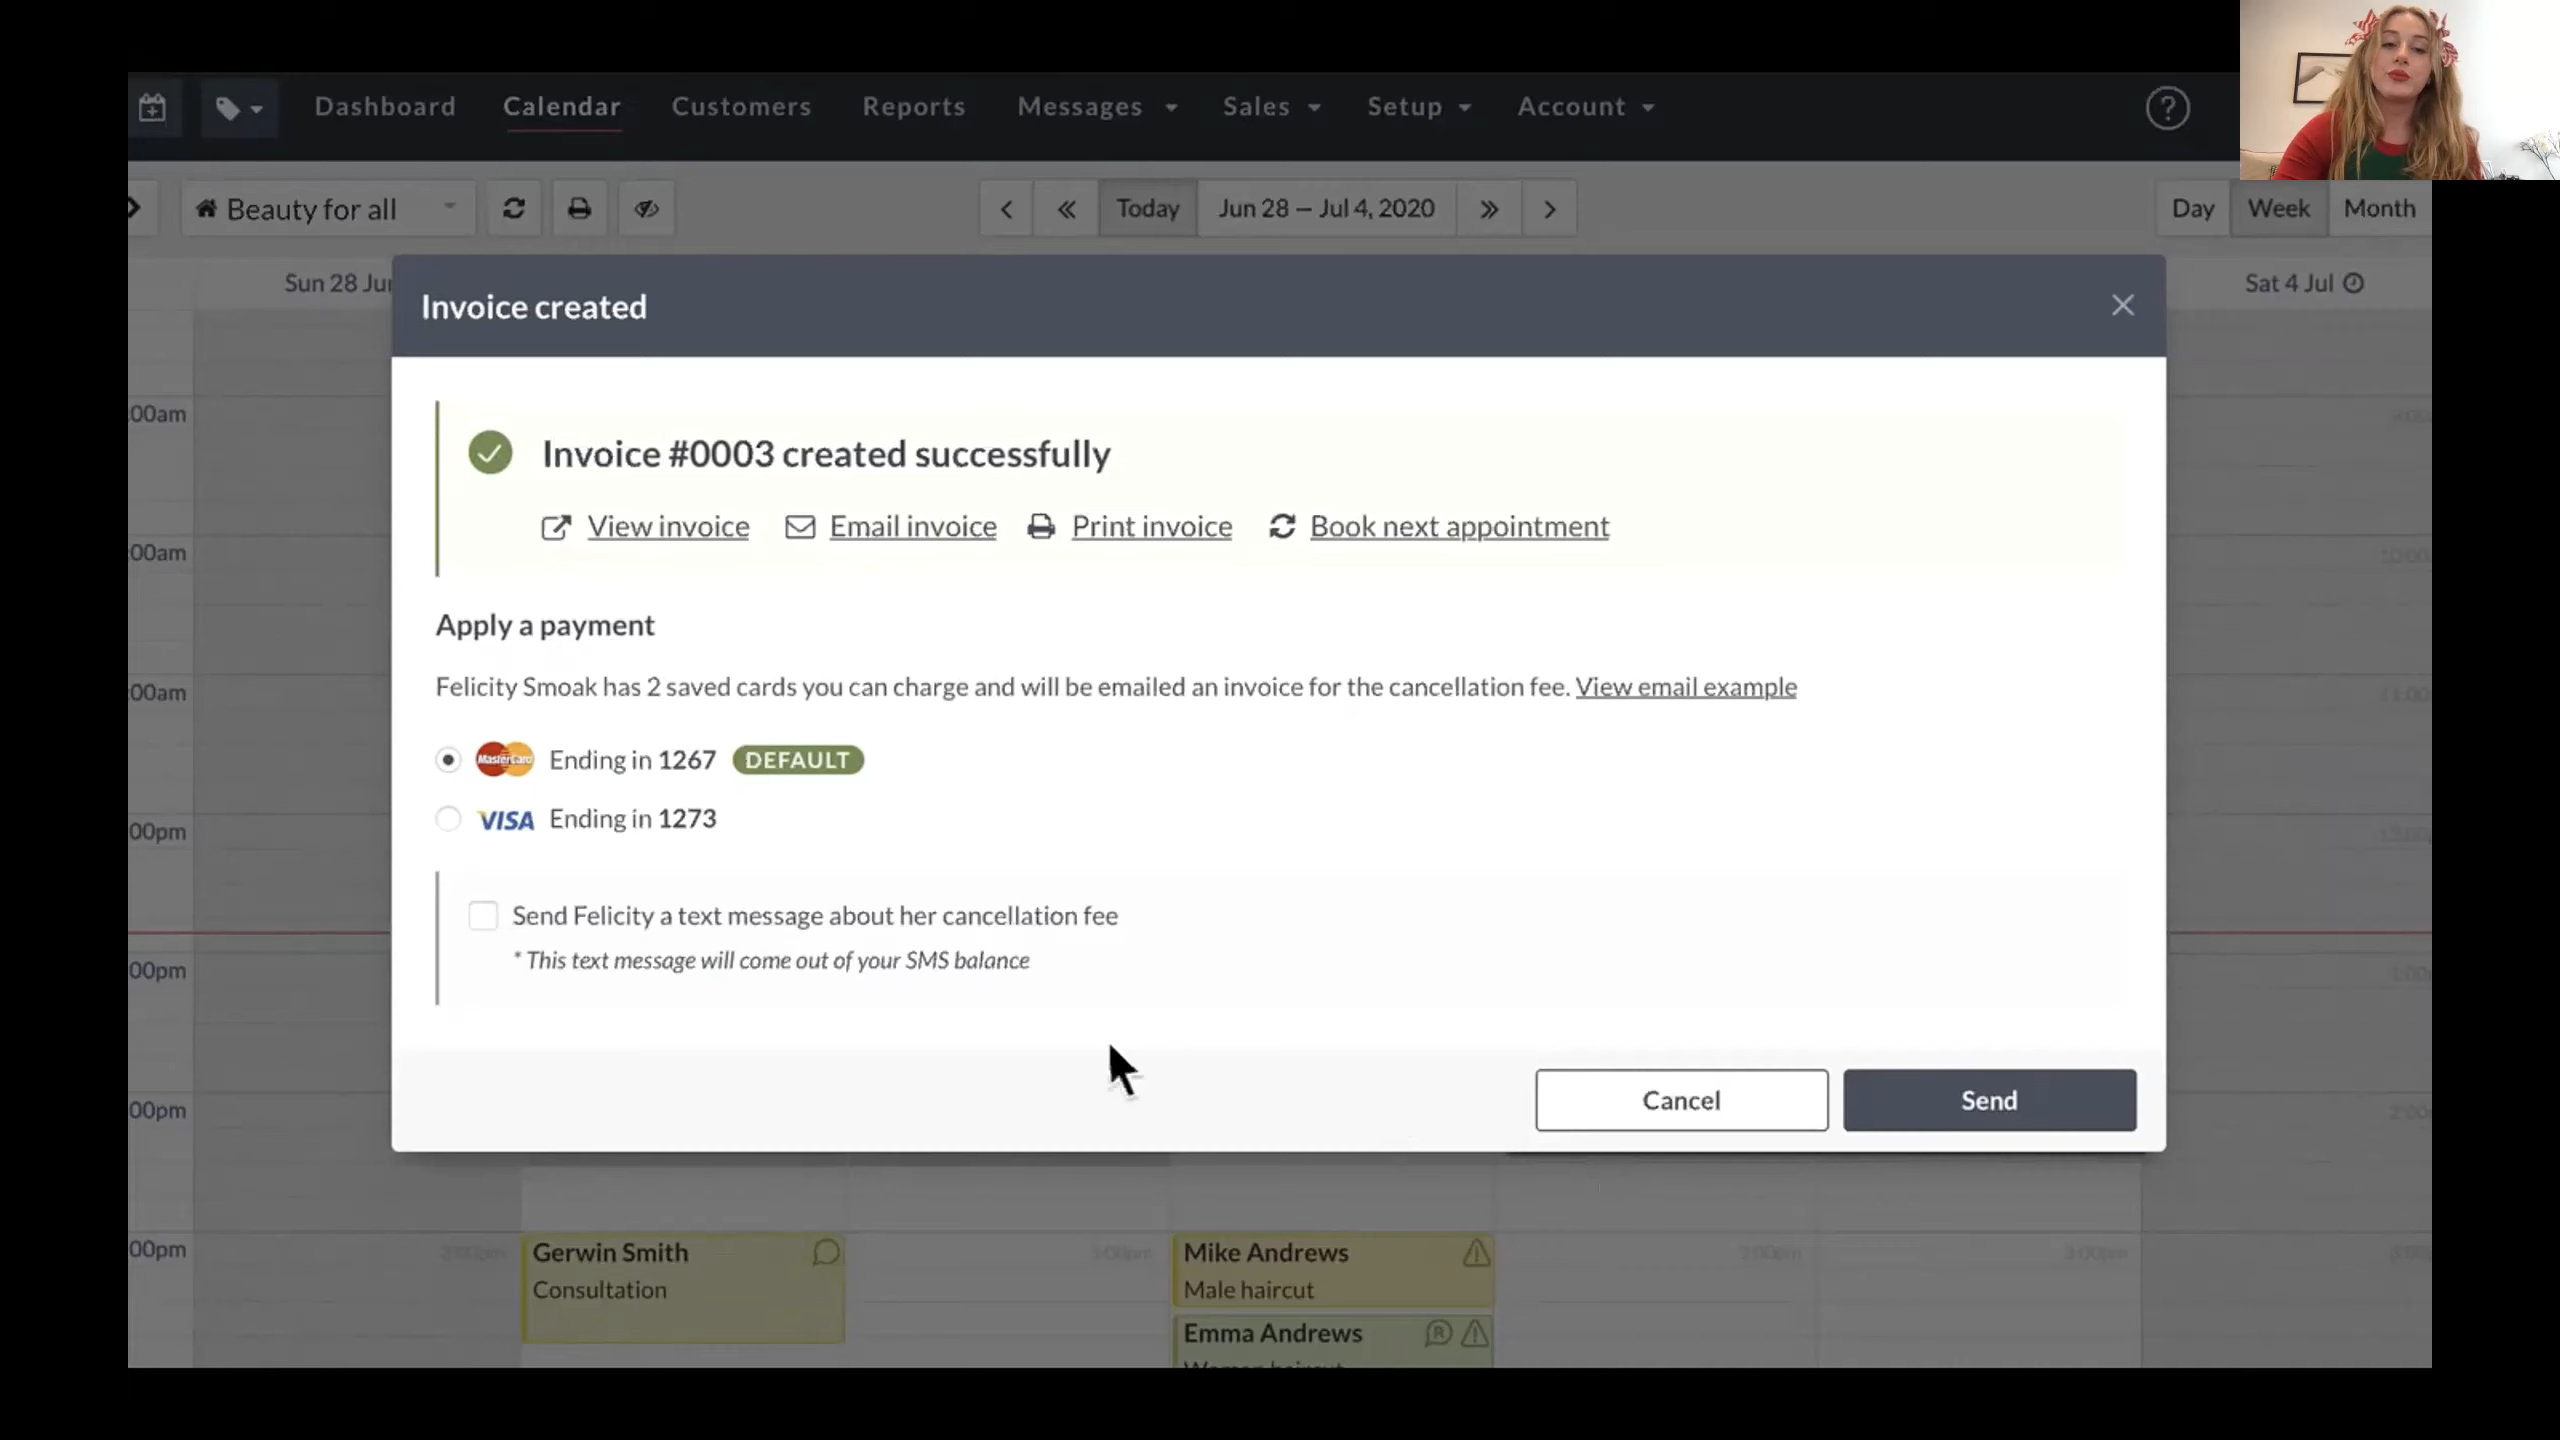 Dashboard Calendar Customers Reports Messages Sales Setup Account ?
Beauty for all Today Jun 28 – Jul 4, 2020 Day Week Month
Sun 28 Jun Sat 4 Jul
Invoice created
Invoice #0003 created successfully
View invoice Email invoice Print invoice Book next appointment
Apply a payment
Felicity Smoak has 2 saved cards you can charge and will be emailed an invoice for the cancellation fee. View email example
MasterCard Ending in 1267 DEFAULT
VISA Ending in 1273
Send Felicity a text message about her cancellation fee
* This text message will come out of your SMS balance
Cancel Send
:00am
:00am
:00am
:00pm
:00pm
:00pm
:00pm
Gerwin Smith
Consultation
Mike Andrews
Male haircut
Emma Andrews R